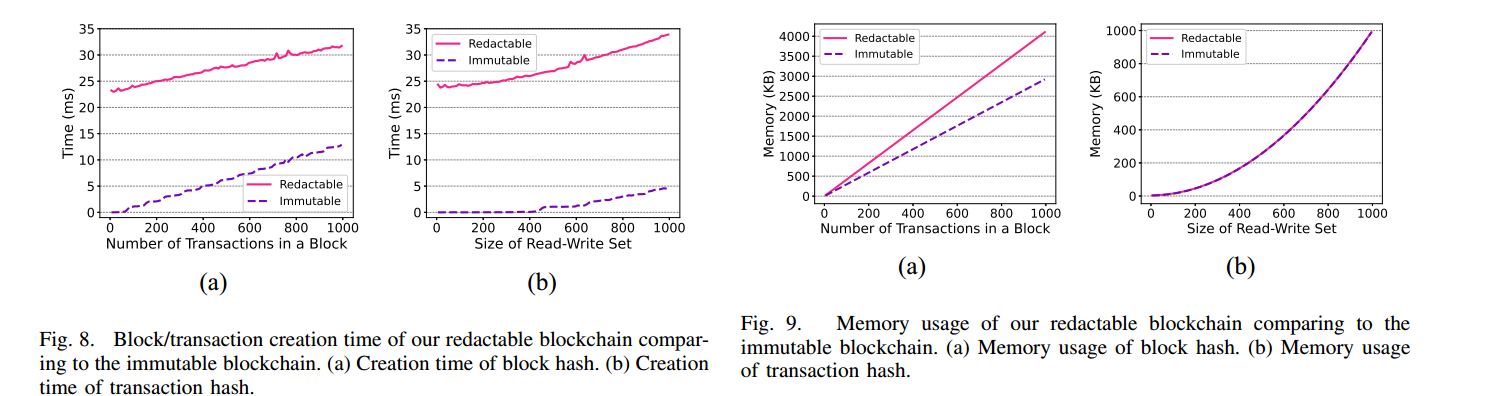 35
30
25
20
15
10
5
0
Time (ms)
Redactable
Immutable
0 200 400 600 800 1000
Number of Transactions in a Block
(a)
35
30
25
20
15
10
5
0
Time (ms)
Redactable
Immutable
0 200 400 600 800 1000
Size of Read-Write Set
(b)
Fig. 8. Block/transaction creation time of our redactable blockchain compar-
ing to the immutable blockchain. (a) Creation time of block hash. (b) Creation
time of transaction hash.
4000
3500
3000
2500
2000
1500
1000
500
0
Memory (KB)
Redactable
Immutable
0 200 400 600 800 1000
Number of Transactions in a Block
(a)
1000
800
600
400
200
0
Memory (KB)
Redactable
Immutable
0 200 400 600 800 1000
Size of Read-Write Set
(b)
Fig. 9. Memory usage of our redactable blockchain comparing to the
immutable blockchain. (a) Memory usage of block hash. (b) Memory usage
of transaction hash.